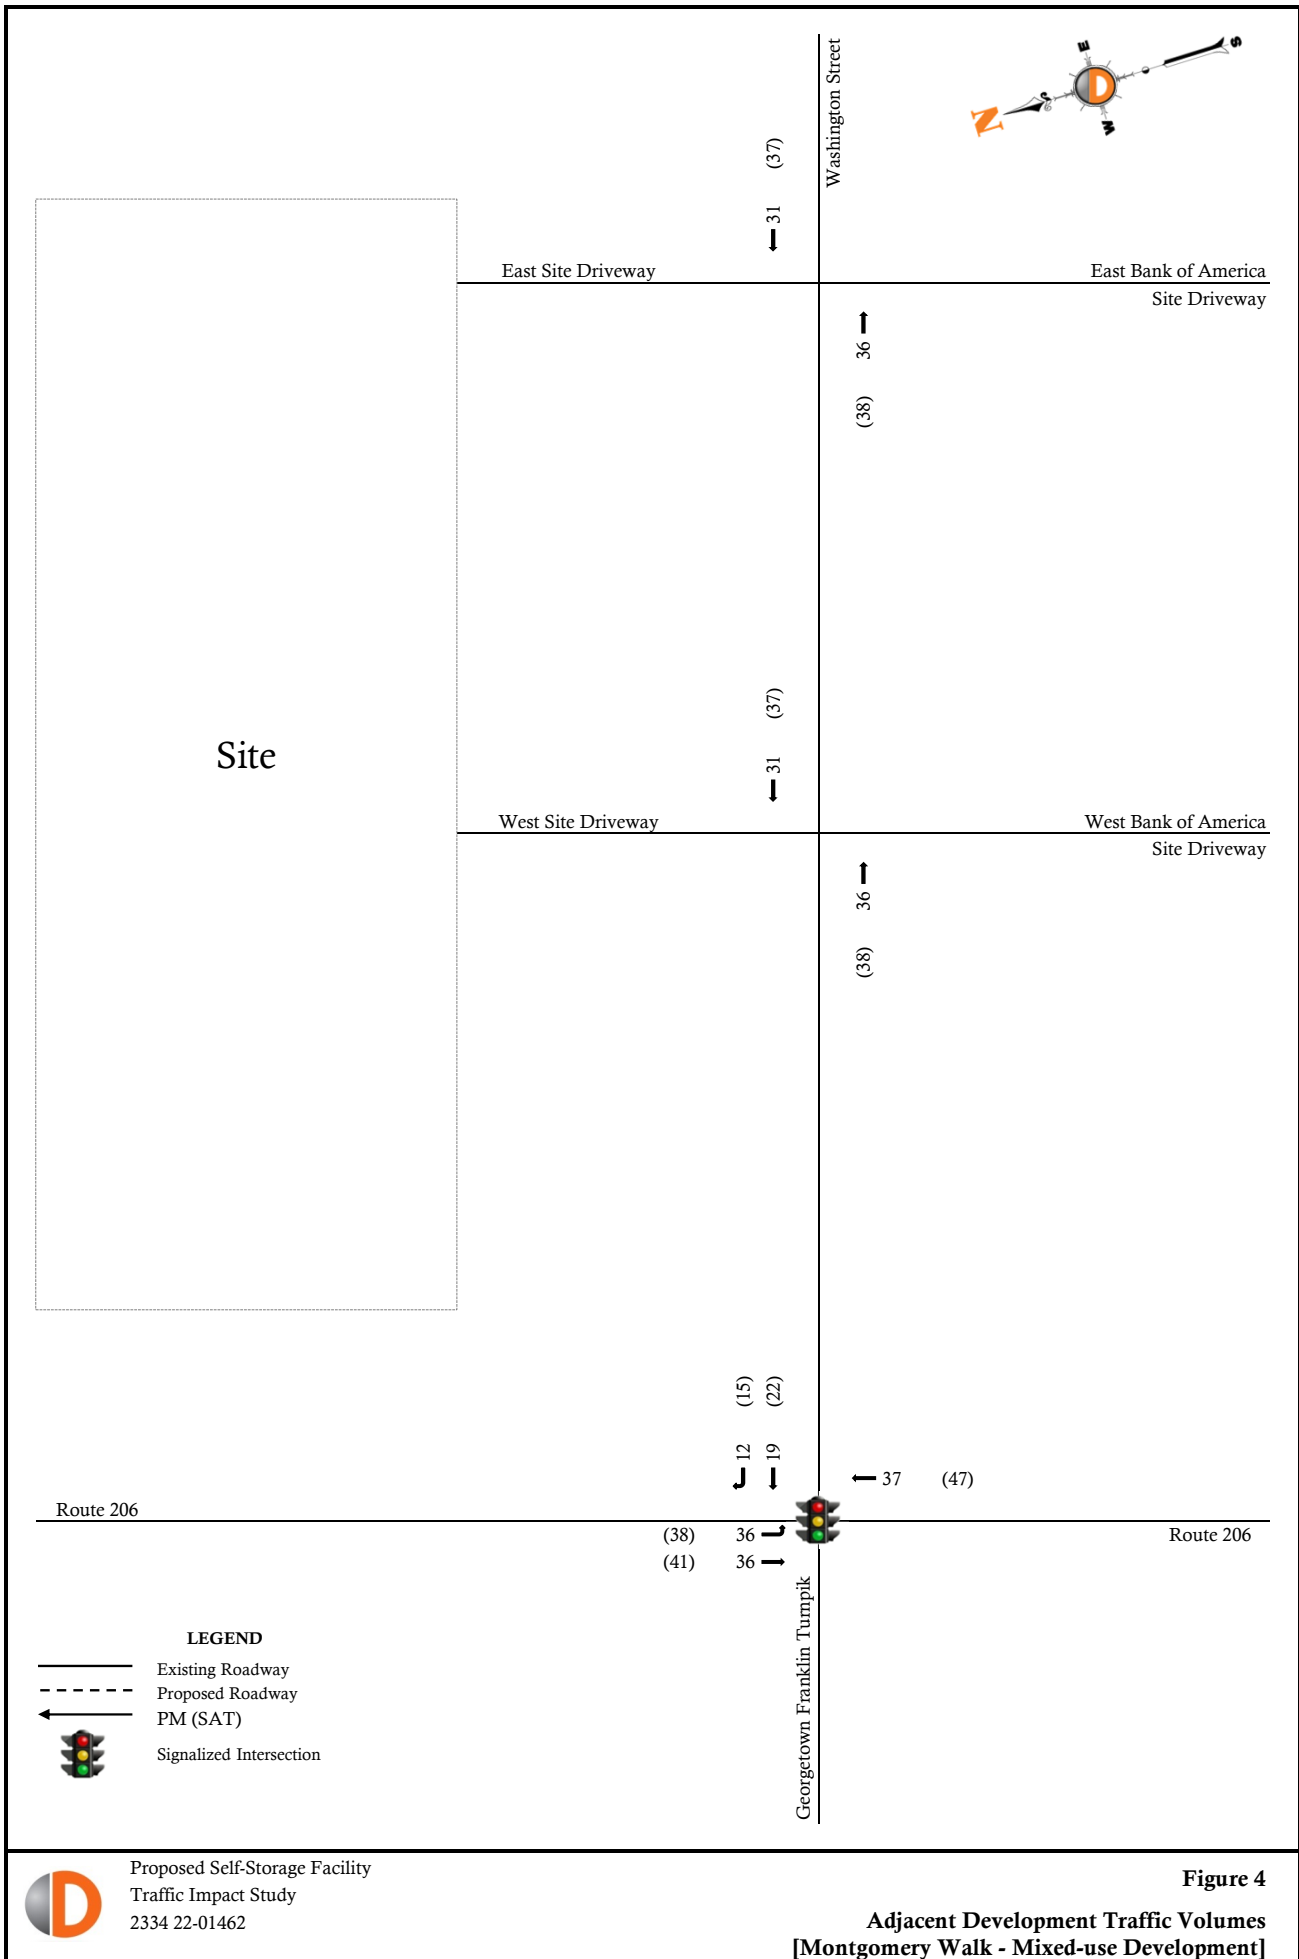 Washington Street
E
S
D
N
W
(37)
31
East Site Driveway
East Bank of America
Site Driveway
36
(38)
(37)
31
Site
West Site Driveway
West Bank of America
Site Driveway
36
(38)
(15) (22)
12 19
37 (47)
Route 206
(38) 36
Route 206
(41) 36
Georgetown Franklin Turnpik
LEGEND
Existing Roadway
Proposed Roadway
PM (SAT)
Signalized Intersection
D
Proposed Self-Storage Facility
Traffic Impact Study
2334 22-01462
Figure 4
Adjacent Development Traffic Volumes
[Montgomery Walk - Mixed-use Development]